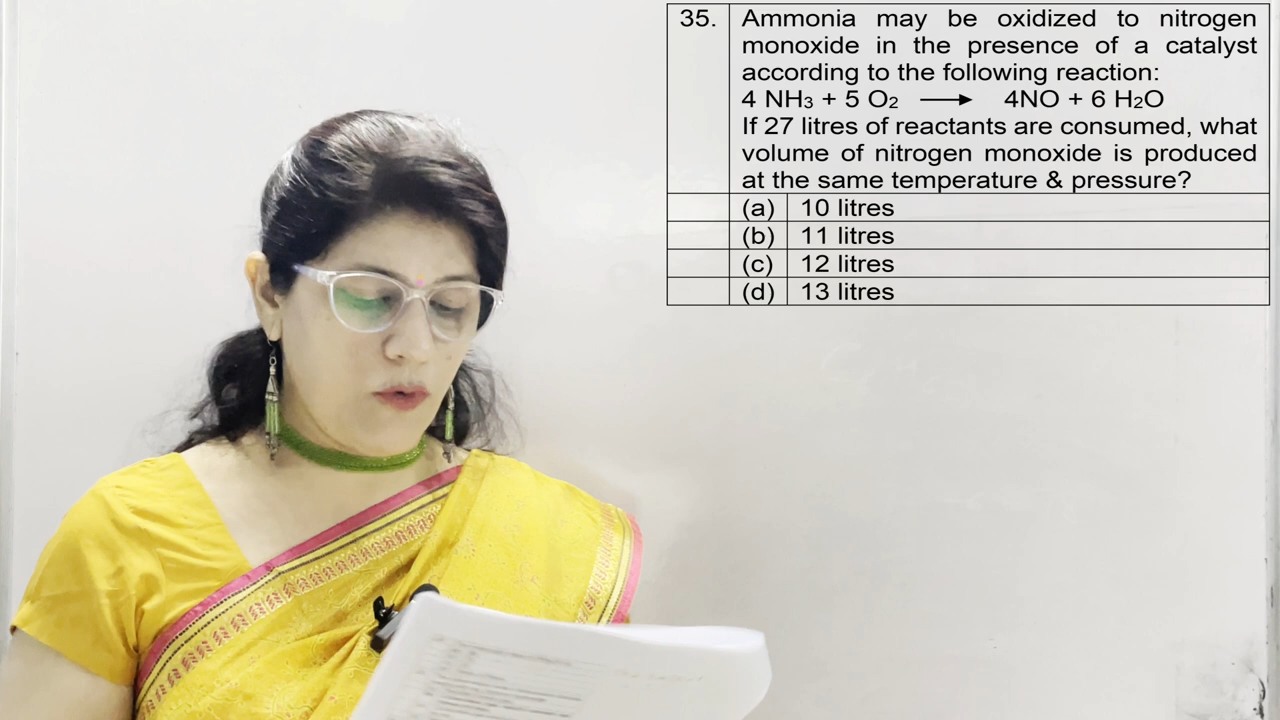 35. Ammonia may be oxidized to nitrogen
monoxide in the presence of a catalyst
according to the following reaction:
4 NH₃ + 5 O₂ ⟶ 4NO + 6 H₂O
If 27 litres of reactants are consumed, what
volume of nitrogen monoxide is produced
at the same temperature & pressure?
(a) 10 litres
(b) 11 litres
(c) 12 litres
(d) 13 litres